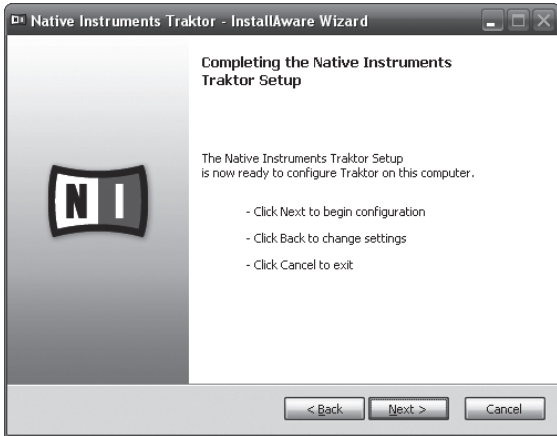 Native Instruments Traktor - InstallAware Wizard
Completing the Native Instruments
Traktor Setup
The Native Instruments Traktor Setup
is now ready to configure Traktor on this computer.
- Click Next to begin configuration
- Click Back to change settings
- Click Cancel to exit
NI
< Back
Next >
Cancel